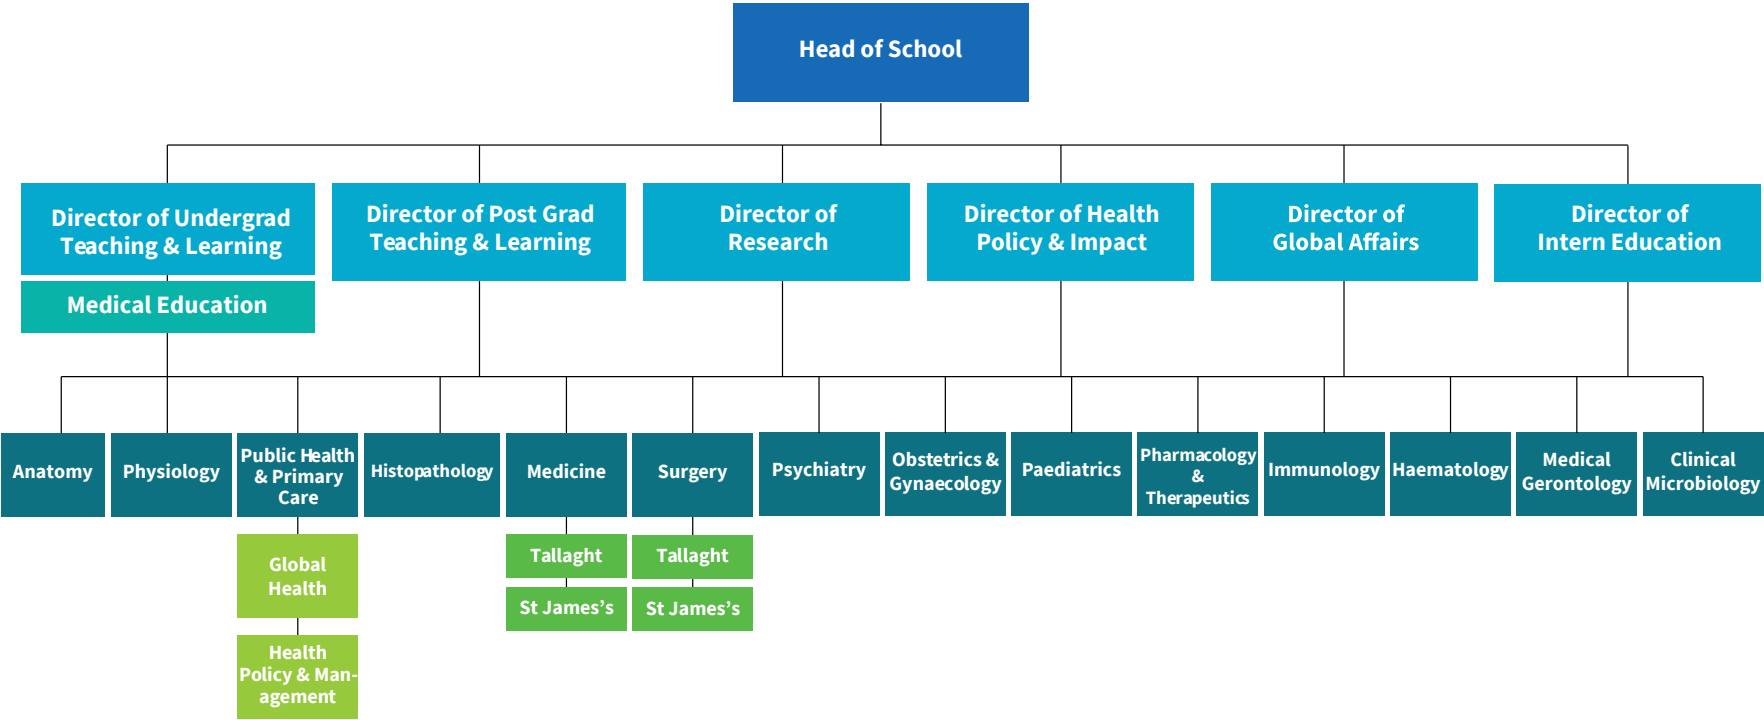 Head of School
Director of Undergrad
Teaching & Learning
Director of Post Grad
Teaching & Learning
Director of
Research
Director of Health
Policy & Impact
Director of
Global Affairs
Director of
Intern Education
Medical Education
Anatomy
Physiology
Public Health
& Primary
Care
Histopathology
Medicine
Surgery
Psychiatry
Obstetrics &
Gynaecology
Paediatrics
Pharmacology
&
Therapeutics
Immunology
Haematology
Medical
Gerontology
Clinical
Microbiology
Global
Health
Health
Policy & Man-
agement
Tallaght
St James’s
Tallaght
St James’s